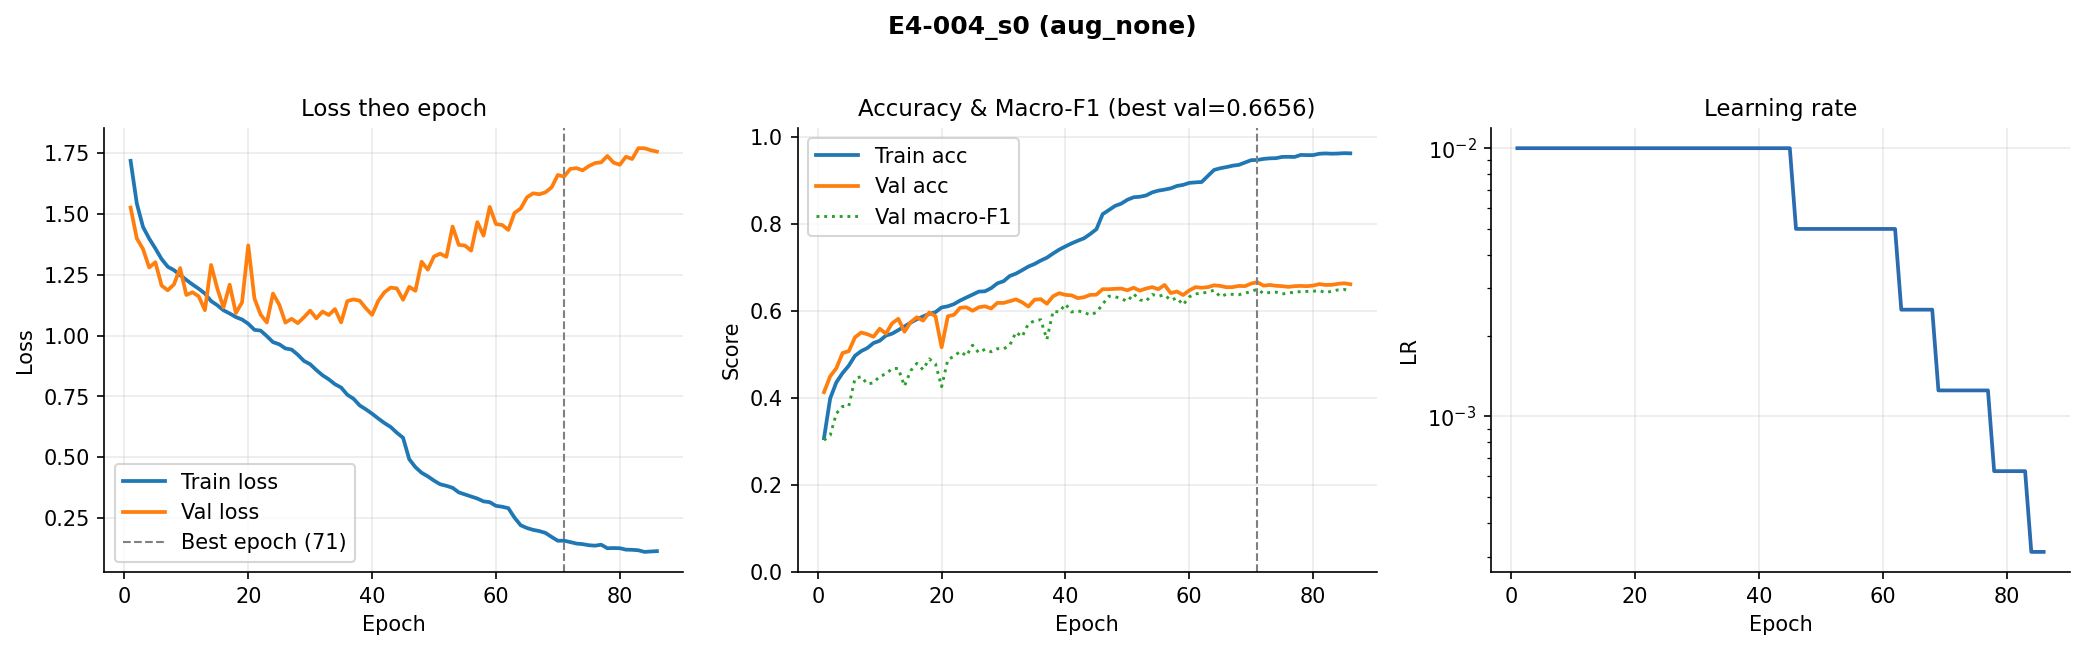 E4-004_s0 (aug_none)
Loss theo epoch
Loss
1.75
1.50
1.25
1.00
0.75
0.50
0.25
Train loss
Val loss
Best epoch (71)
0 20 40 60 80
Epoch
Accuracy & Macro-F1 (best val=0.6656)
Score
1.0
0.8
0.6
0.4
0.2
0.0
Train acc
Val acc
Val macro-F1
0 20 40 60 80
Epoch
Learning rate
LR
10⁻²
10⁻³
0 20 40 60 80
Epoch